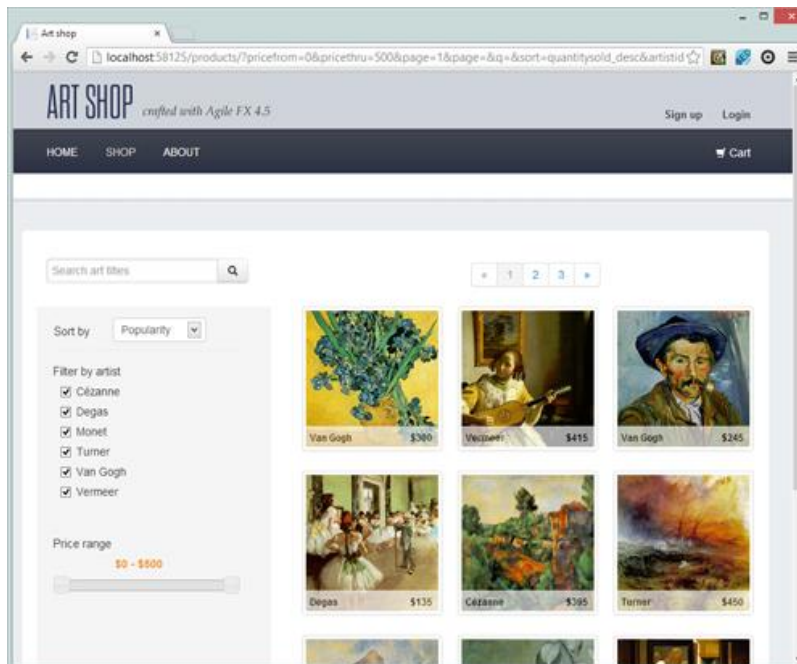 Art shop
localhost:58125/products/?pricefrom=0&pricethru=500&page=1&page=&q=&sort=quantitysold_desc&artistid
ART SHOP crafted with Agile FX 4.5
Sign up Login
HOME SHOP ABOUT Cart
Search art titles
« 1 2 3 »
Sort by Popularity
Filter by artist
Cézanne
Degas
Monet
Turner
Van Gogh
Vermeer
Price range
$0 - $500
Van Gogh $380
Vermeer $415
Van Gogh $245
Degas $135
Cézanne $395
Turner $450